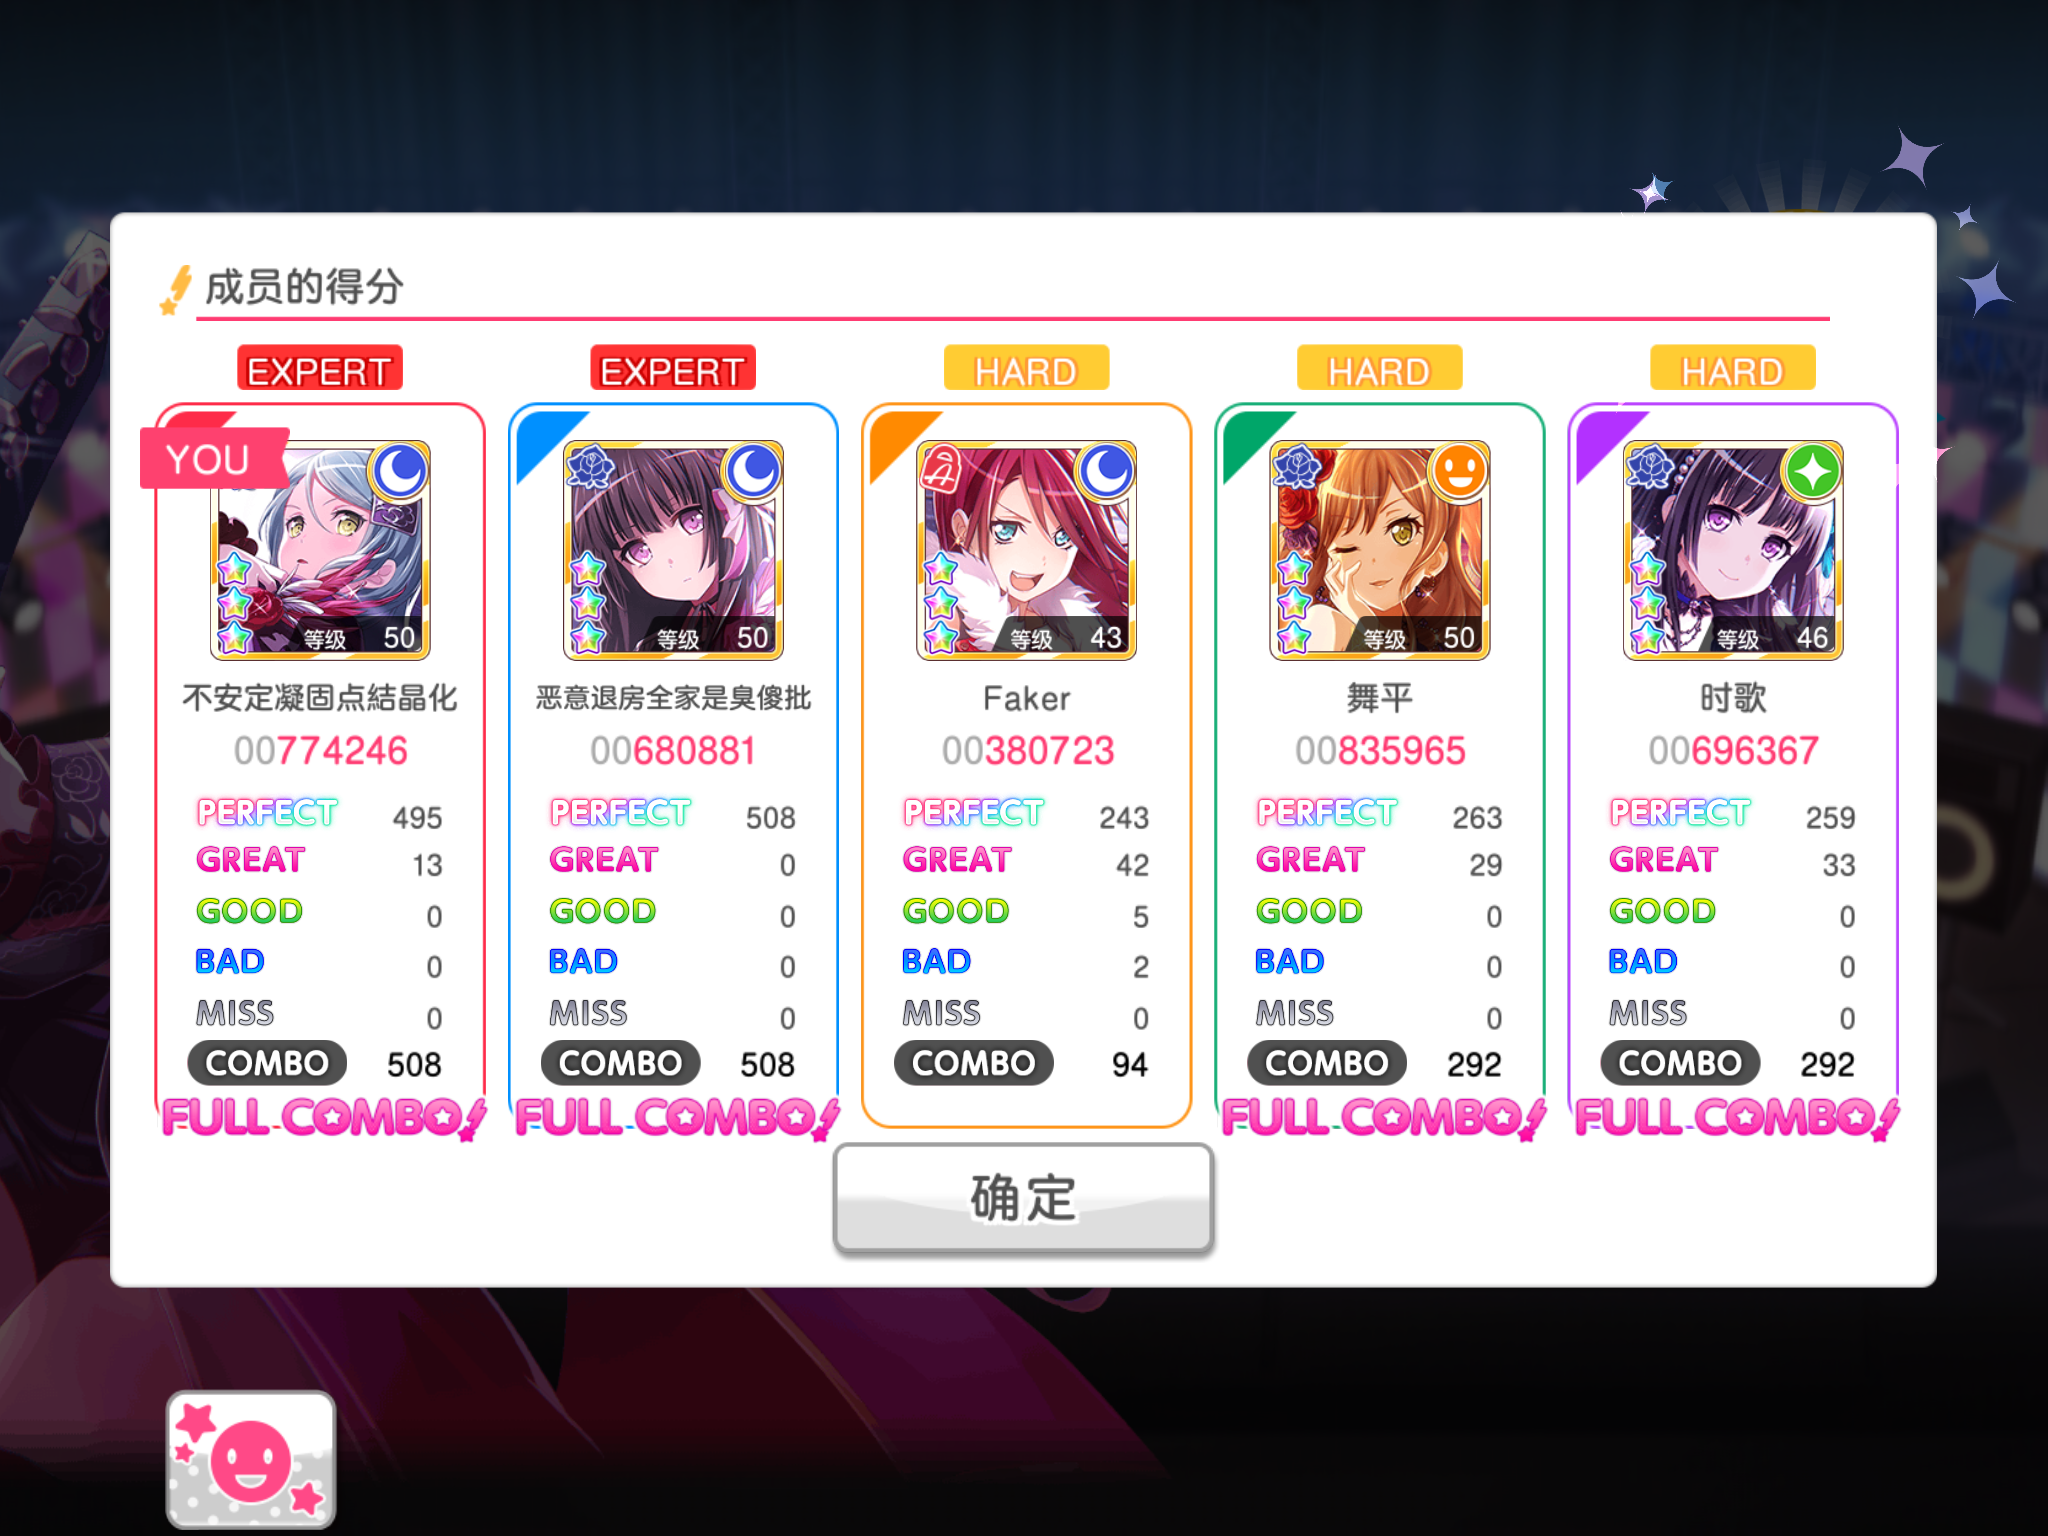 成员的得分
EXPERT
YOU
等级 50
不安定凝固点結晶化
00774246
PERFECT 495
GREAT 13
GOOD 0
BAD 0
MISS 0
COMBO 508
FULL COMBO
EXPERT
等级 50
恶意退房全家是臭傻批
00680881
PERFECT 508
GREAT 0
GOOD 0
BAD 0
MISS 0
COMBO 508
FULL COMBO
HARD
A
等级 43
Faker
00380723
PERFECT 243
GREAT 42
GOOD 5
BAD 2
MISS 0
COMBO 94
HARD
等级 50
舞平
00835965
PERFECT 263
GREAT 29
GOOD 0
BAD 0
MISS 0
COMBO 292
FULL COMBO
HARD
等级 46
时歌
00696367
PERFECT 259
GREAT 33
GOOD 0
BAD 0
MISS 0
COMBO 292
FULL COMBO
确定